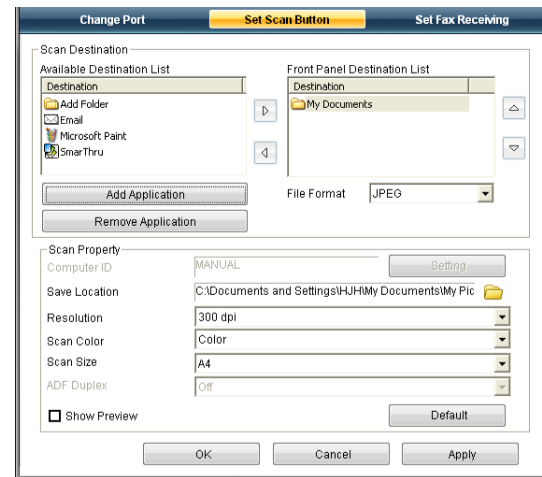 Change Port Set Scan Button Set Fax Receiving
Scan Destination
Available Destination List
Destination
Add Folder
Email
Microsoft Paint
SmarThru
Add Application
Remove Application
Front Panel Destination List
Destination
My Documents
File Format JPEG
Scan Property
Computer ID MANUAL Setting
Save Location C:\Documents and Settings\HJH\My Documents\My Pic
Resolution 300 dpi
Scan Color Color
Scan Size A4
ADF Duplex Off
Show Preview Default
OK Cancel Apply